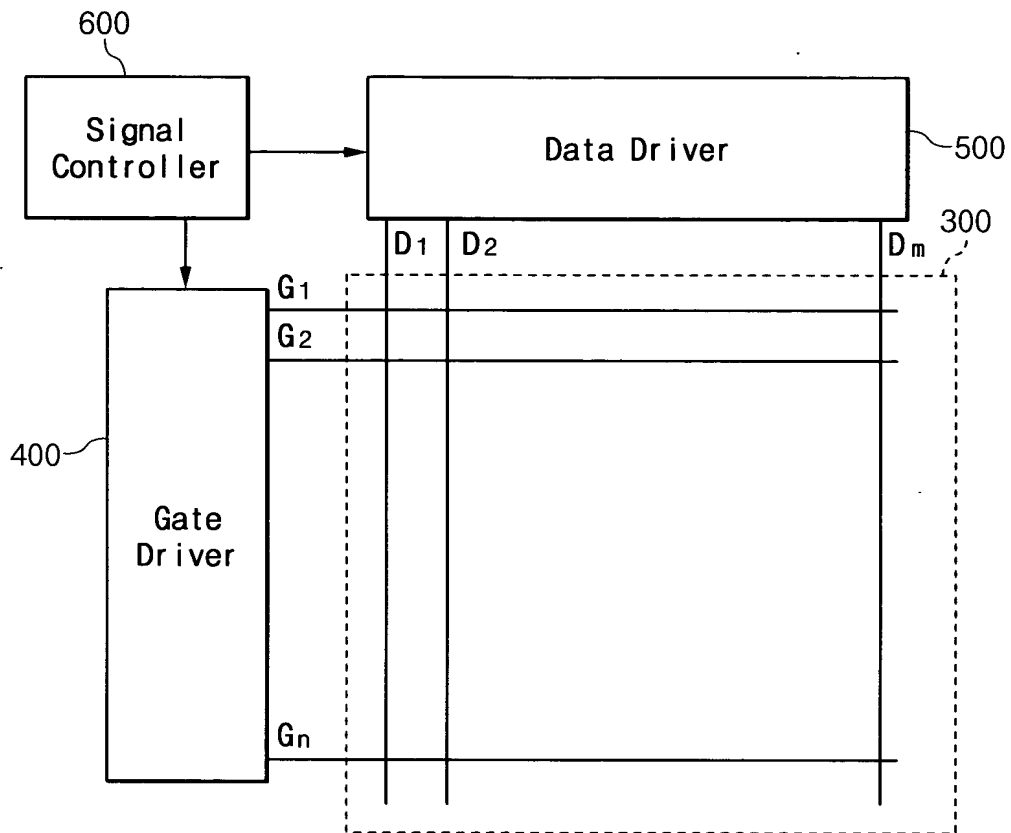 600
Signal
Controller
Data Driver
500
300
D1 D2 Dm
G1
G2
400
Gate
Driver
Gn